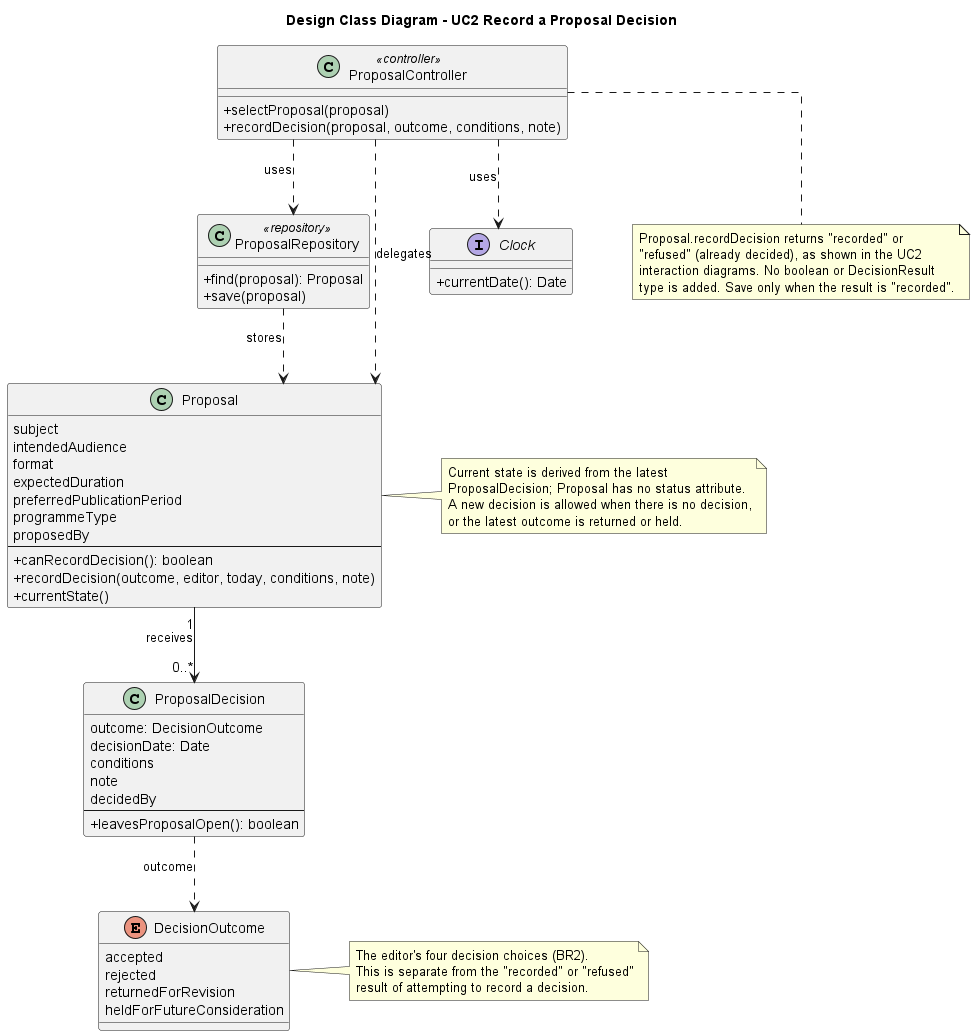 Design Class Diagram - UC2 Record a Proposal Decision
C
«controller»
ProposalController
+selectProposal(proposal)
+recordDecision(proposal, outcome, conditions, note)
uses
uses
delegates
C
«repository»
ProposalRepository
+find(proposal): Proposal
+save(proposal)
I
Clock
+currentDate(): Date
Proposal.recordDecision returns "recorded" or
"refused" (already decided), as shown in the UC2
interaction diagrams. No boolean or DecisionResult
type is added. Save only when the result is "recorded".
stores
C
Proposal
subject
intendedAudience
format
expectedDuration
preferredPublicationPeriod
programmeType
proposedBy
+canRecordDecision(): boolean
+recordDecision(outcome, editor, today, conditions, note)
+currentState()
Current state is derived from the latest
ProposalDecision; Proposal has no status attribute.
A new decision is allowed when there is no decision,
or the latest outcome is returned or held.
1
receives
0..*
C
ProposalDecision
outcome: DecisionOutcome
decisionDate: Date
conditions
note
decidedBy
+leavesProposalOpen(): boolean
outcome
E
DecisionOutcome
accepted
rejected
returnedForRevision
heldForFutureConsideration
The editor's four decision choices (BR2).
This is separate from the "recorded" or "refused"
result of attempting to record a decision.